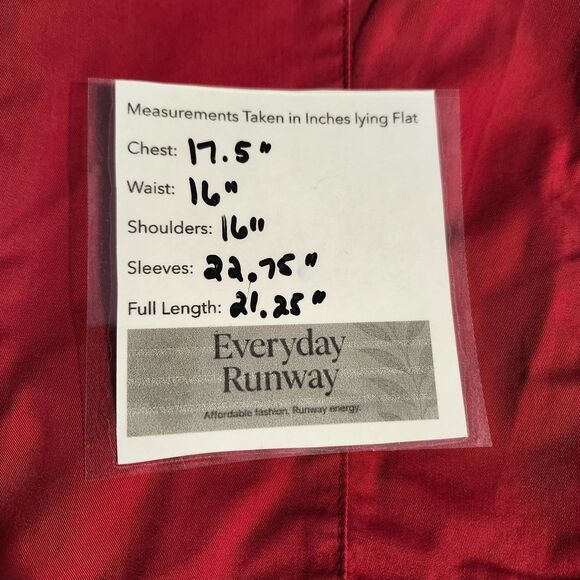 Measurements Taken in Inches lying Flat
Chest: 17.5"
Waist: 16"
Shoulders: 16"
Sleeves: 22.75"
Full Length: 21.25"
Everyday
Runway
Affordable fashion. Runway energy.